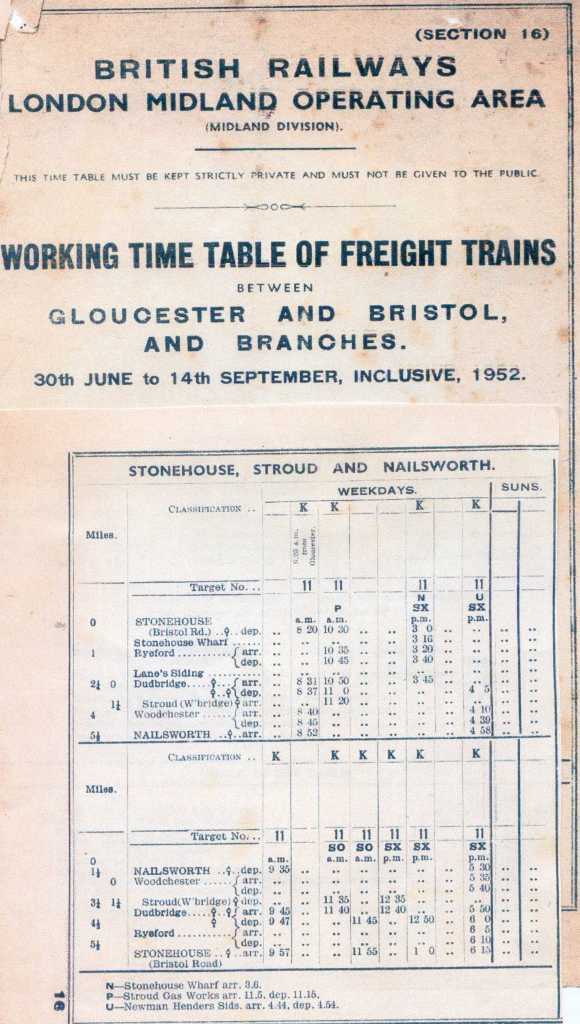 (SECTION 16)
BRITISH RAILWAYS
LONDON MIDLAND OPERATING AREA
(MIDLAND DIVISION).
THIS TIME TABLE MUST BE KEPT STRICTLY PRIVATE AND MUST NOT BE GIVEN TO THE PUBLIC
WORKING TIME TABLE OF FREIGHT TRAINS
BETWEEN
GLOUCESTER AND BRISTOL,
AND BRANCHES.
30th JUNE to 14th SEPTEMBER, INCLUSIVE, 1952.
STONEHOUSE, STROUD AND NAILSWORTH.
WEEKDAYS. SUNS.
Classification .. K K K K
Miles.
from Gloucester.
Target No... 11 11 11 11
N U
P SX SX
0 STONEHOUSE a.m. a.m. p.m. p.m.
(Bristol Rd.) .. .. dep. .. 8 20 10 30 .. .. 3 0 .. .. .. ..
Stonehouse Wharf .. .. .. .. .. .. 3 16 .. .. .. ..
1 Ryeford...... { arr. .. .. 10 35 .. .. 3 20 .. .. .. ..
{ dep. .. .. 10 45 .. .. 3 40 .. .. .. ..
Lane's Siding ........
2¼ 0 Dudbridge..... { arr. .. 8 31 10 50 .. .. 3 45 .. .. .. ..
{ dep. .. 8 37 11 0 .. .. .. .. 4 5 .. ..
1¼ Stroud (W'bridge) arr. .. .. 11 20 .. .. .. .. .. .. ..
4 Woodchester ...... { arr. .. 8 40 .. .. .. .. .. 4 10 .. ..
{ dep. .. 8 45 .. .. .. .. .. 4 39 .. ..
5¼ NAILSWORTH .. .. arr. .. 8 52 .. .. .. .. .. 4 58 .. ..
Classification .. K K K K K K
Miles.
Target No... 11 11 11 11 11 11
SO SO SX SX SX
0 a.m. a.m. a.m. p.m. p.m. p.m.
1¼ NAILSWORTH .. .. dep. 9 35 .. .. .. .. .. .. 5 30 .. ..
0 Woodchester ...... { arr. .. .. .. .. .. .. .. 5 35 .. ..
{ dep. .. .. .. .. .. .. .. 5 40 .. ..
3¼ 1¼ Stroud(W'bridge) dep. .. .. 11 35 .. 12 35 .. .. .. .. ..
Dudbridge..... { arr. 9 45 .. 11 40 .. 12 40 .. .. 5 50 .. ..
4¼ { dep. 9 47 .. .. 11 45 .. 12 50 .. 6 0 .. ..
Ryeford.......... { arr. .. .. .. .. .. .. .. 6 5 .. ..
5¼ { dep. .. .. .. .. .. .. .. 6 10 .. ..
STONEHOUSE .. .. arr. 9 57 .. .. 11 55 .. 1 0 .. 6 15 .. ..
(Bristol Road)
N—Stonehouse Wharf arr. 3.6.
P—Stroud Gas Works arr. 11.5, dep. 11.15.
U—Newman Henders Sids. arr. 4.44, dep. 4.54.
16